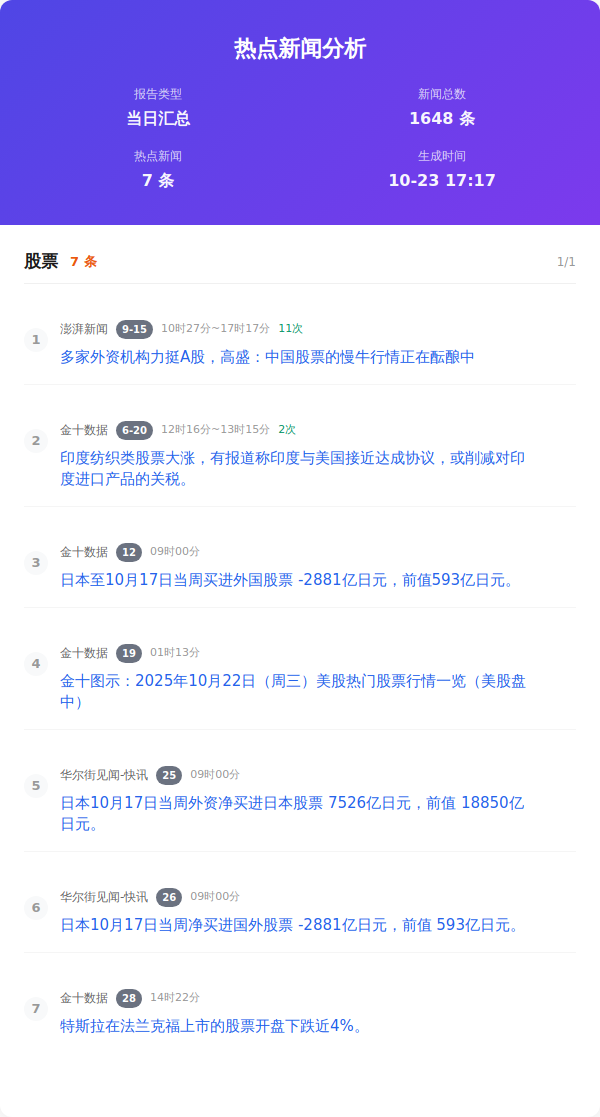 热点新闻分析
报告类型
新闻总数
当日汇总
1648 条
热点新闻
生成时间
7 条
10-23 17:17
股票 7 条 1/1
1
澎湃新闻 9-15 10时27分~17时17分 11次
多家外资机构力挺A股，高盛：中国股票的慢牛行情正在酝酿中
2
金十数据 6-20 12时16分~13时15分 2次
印度纺织类股票大涨，有报道称印度与美国接近达成协议，或削减对印
度进口产品的关税。
3
金十数据 12 09时00分
日本至10月17日当周买进外国股票 -2881亿日元，前值593亿日元。
4
金十数据 19 01时13分
金十图示：2025年10月22日（周三）美股热门股票行情一览（美股盘
中）
5
华尔街见闻-快讯 25 09时00分
日本10月17日当周外资净买进日本股票 7526亿日元，前值 18850亿
日元。
6
华尔街见闻-快讯 26 09时00分
日本10月17日当周净买进国外股票 -2881亿日元，前值 593亿日元。
7
金十数据 28 14时22分
特斯拉在法兰克福上市的股票开盘下跌近4%。